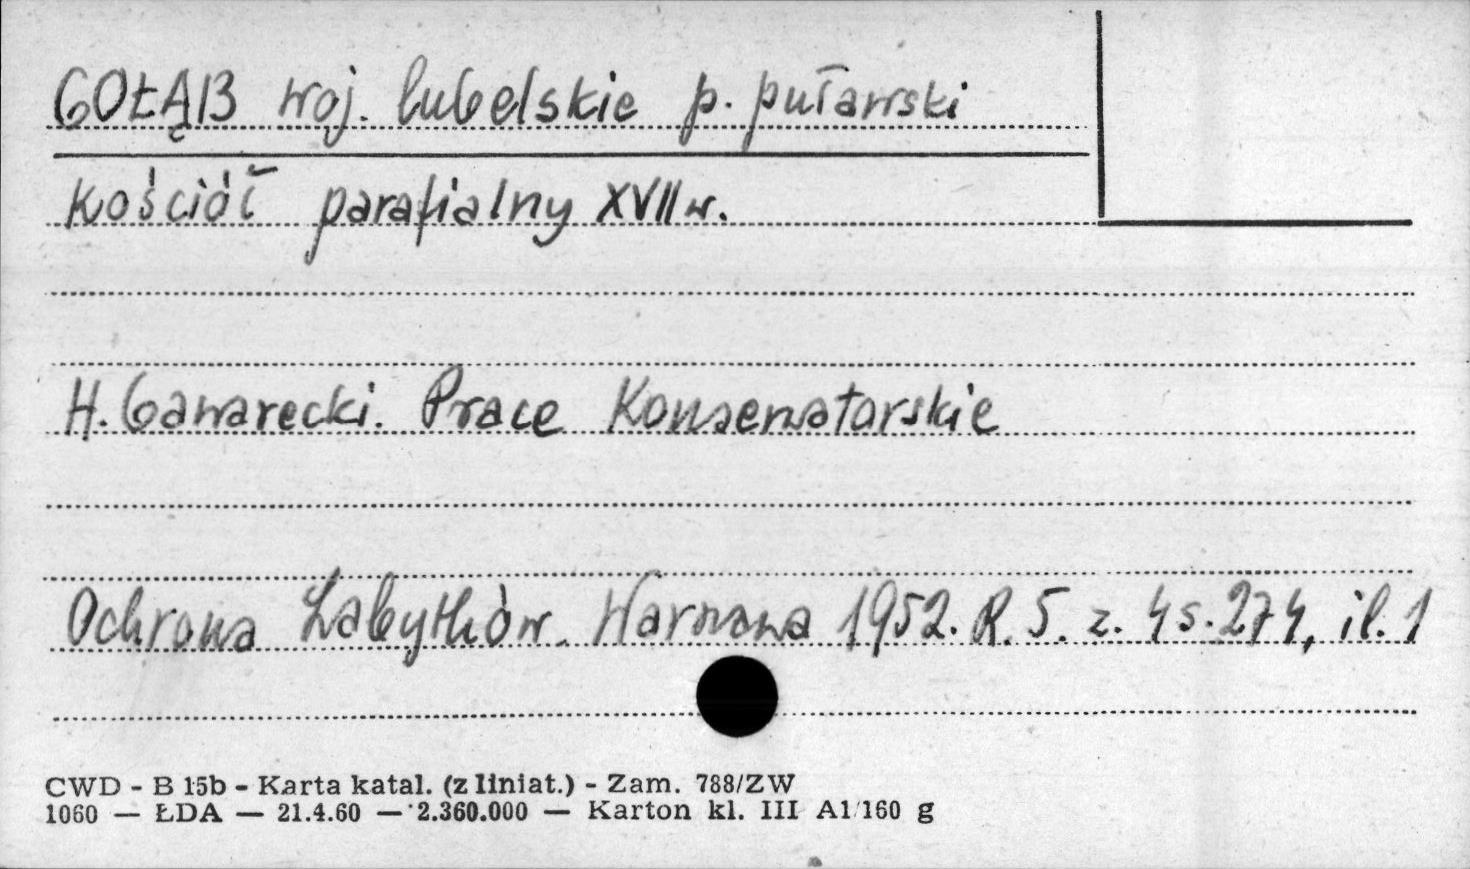 GOŁĄB woj. lubelskie p. puławski
Kościół parafialny XVII w.
H. Gawarecki. Prace Konserwatorskie
Ochrona Zabytków. Warszawa 1952. R. 5. z. 4 s. 274, il. 1
CWD - B 15b - Karta katal. (z liniat.) - Zam. 788/ZW
1060 — ŁDA — 21.4.60 — 2.360.000 — Karton kl. III A1/160 g